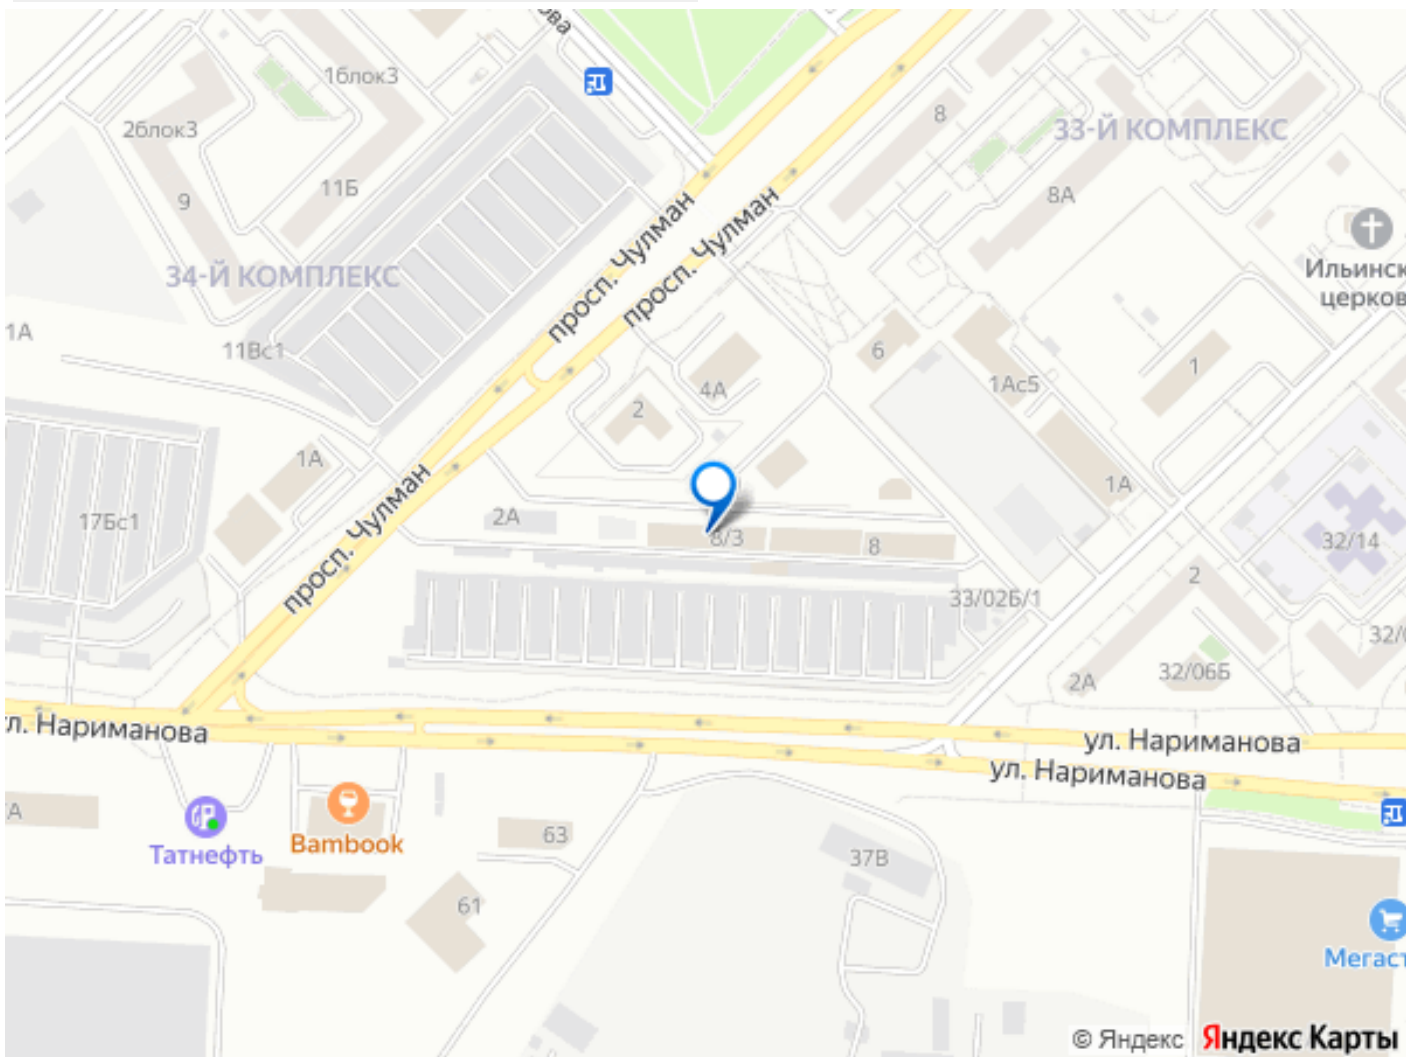 ова
1блок3
2блок3
8
33-Й КОМПЛЕКС
11Б
9
8А
34-Й КОМПЛЕКС
просп. Чулман
просп. Чулман
Ильинск
церков
1А
11Вс1
6
1
4А
1Ас5
2
1А
просп. Чулман
1А
17Бс1
2А
8/3
8
32/14
2
33/02Б/1
32/0
32/06Б
2А
л. Нариманова
ул. Нариманова
ул. Нариманова
А
Татнефть
Bambook
63
37В
61
Мегаст
© Яндекс Яндекс Карты